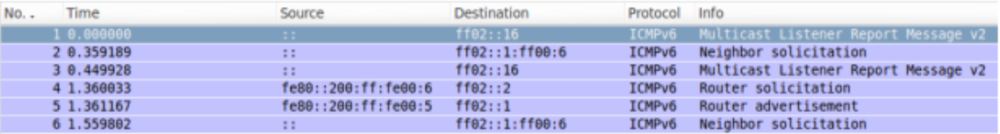 No. . Time Source Destination Protocol Info
1 0.000000 :: ff02::16 ICMPv6 Multicast Listener Report Message v2
2 0.359189 :: ff02::1:ff00:6 ICMPv6 Neighbor solicitation
3 0.449928 :: ff02::16 ICMPv6 Multicast Listener Report Message v2
4 1.360033 fe80::200:ff:fe00:6 ff02::2 ICMPv6 Router solicitation
5 1.361167 fe80::200:ff:fe00:5 ff02::1 ICMPv6 Router advertisement
6 1.559802 :: ff02::1:ff00:6 ICMPv6 Neighbor solicitation